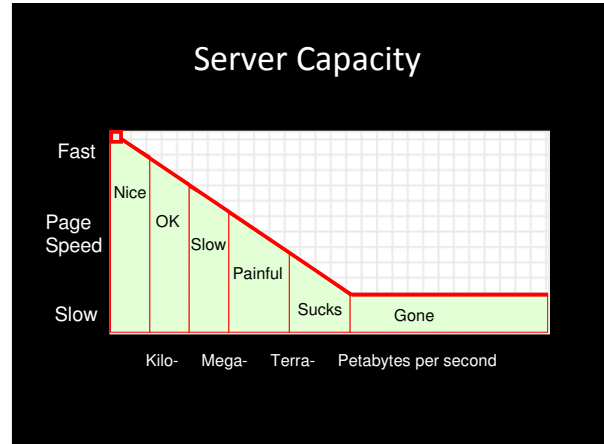 Server Capacity
Fast
Nice
OK
Page
Speed
Slow
Painful
Sucks
Gone
Slow
Kilo- Mega- Terra- Petabytes per second